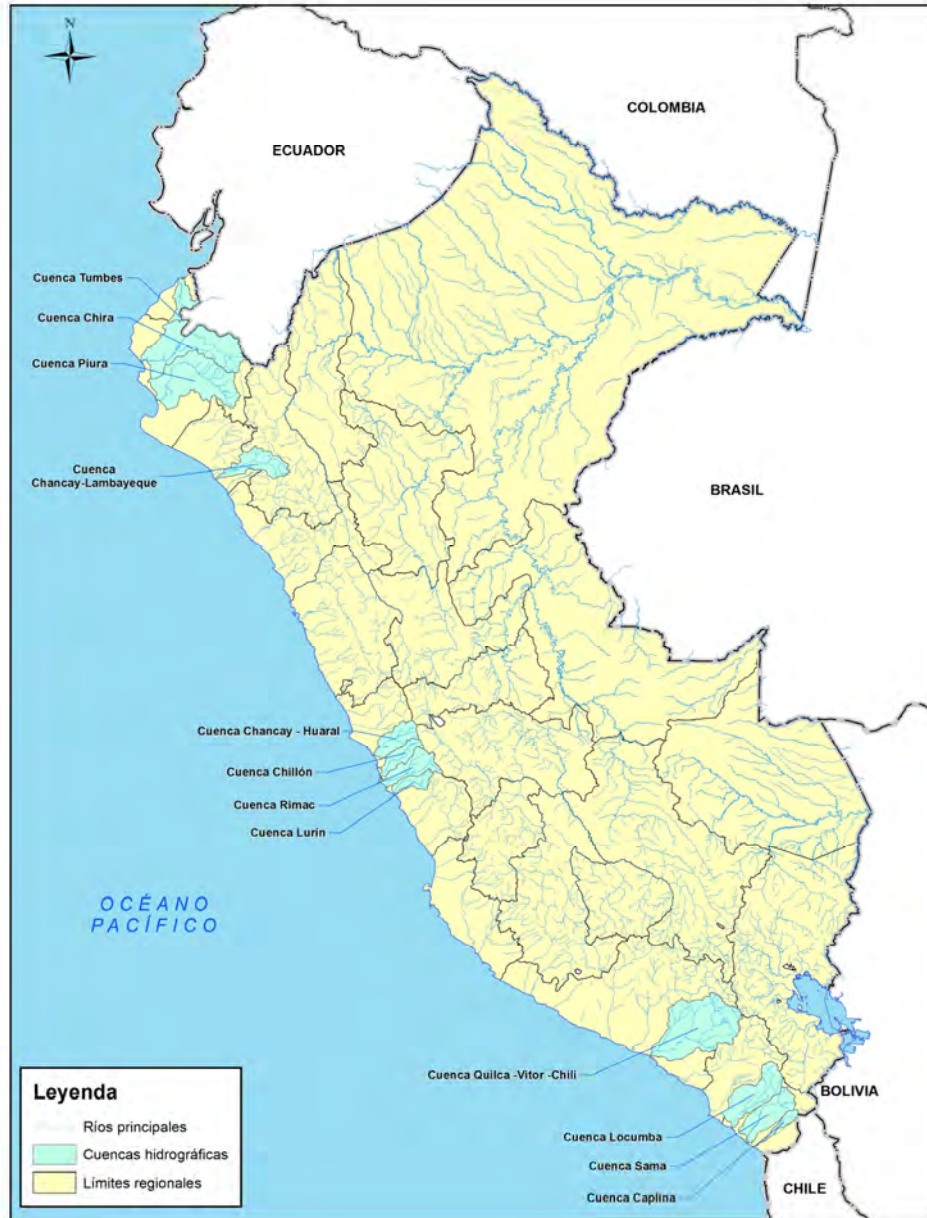 N
COLOMBIA
ECUADOR
Cuenca Tumbes
Cuenca Chira
Cuenca Piura
Cuenca
Chancay-Lambayeque
BRASIL
Cuenca Chancay - Huaral
Cuenca Chillón
Cuenca Rimac
Cuenca Lurín
OCÉANO
PACÍFICO
Cuenca Quilca -Vitor -Chili
BOLIVIA
Cuenca Locumba
Cuenca Sama
Cuenca Caplina
CHILE
Leyenda
Ríos principales
Cuencas hidrográficas
Límites regionales